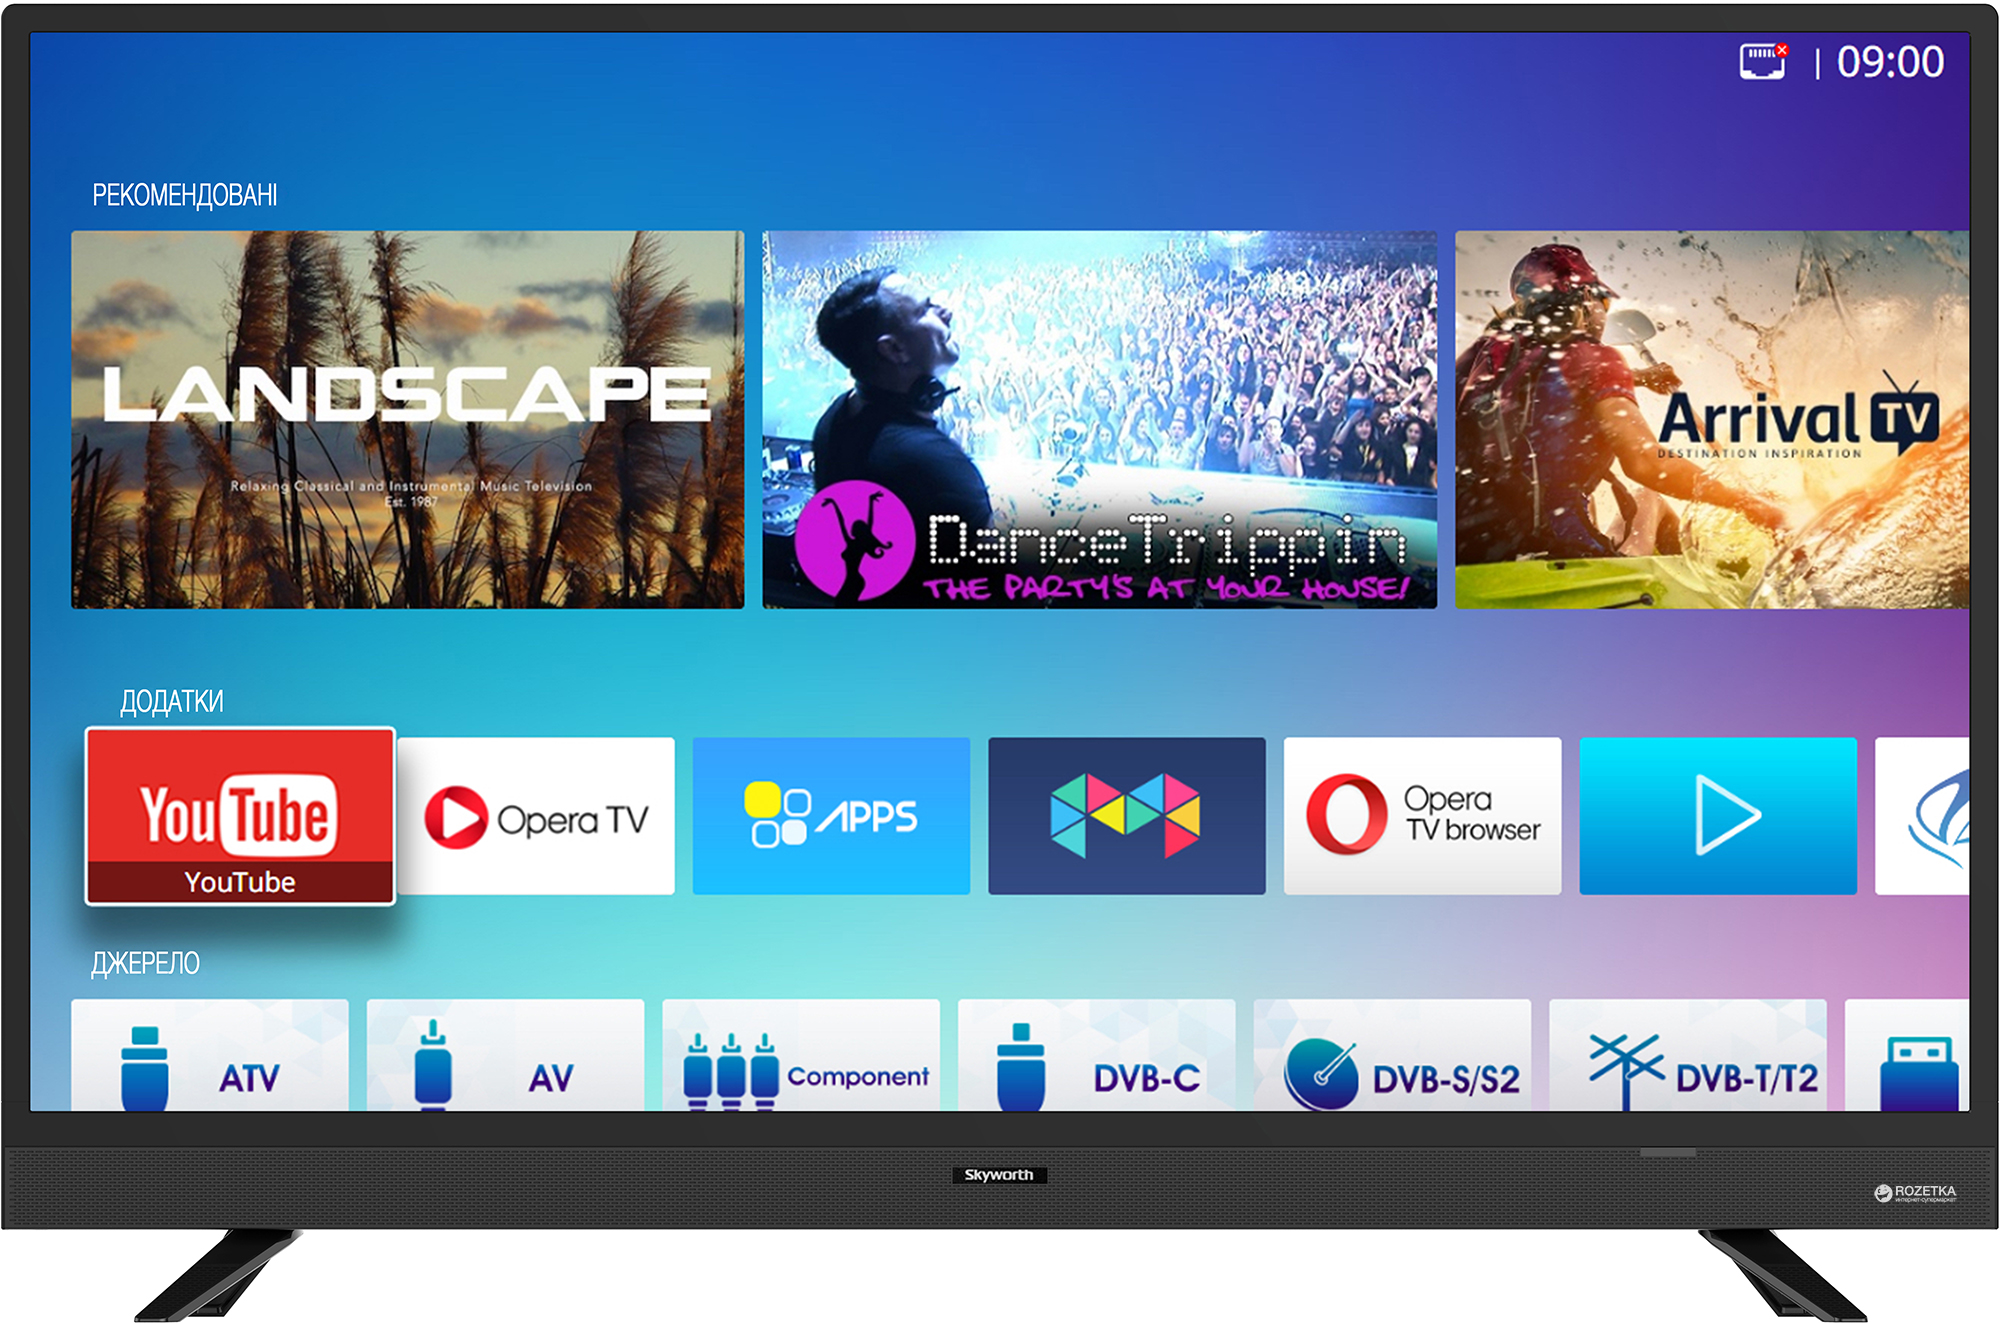 09:00
РЕКОМЕНДОВАНІ
LANDSCAPE
Relaxing Classical and Instrumental Music Television
Est. 1987
DanceTrippin
THE PARTY'S AT YOUR HOUSE!
Arrival TV
DESTINATION INSPIRATION
ДОДАТКИ
YouTube
YouTube
Opera TV
APPS
Opera
TV browser
ДЖЕРЕЛО
ATV
AV
Component
DVB-C
DVB-S/S2
DVB-T/T2
Skyworth
ROZETKA
интернет-супермаркет